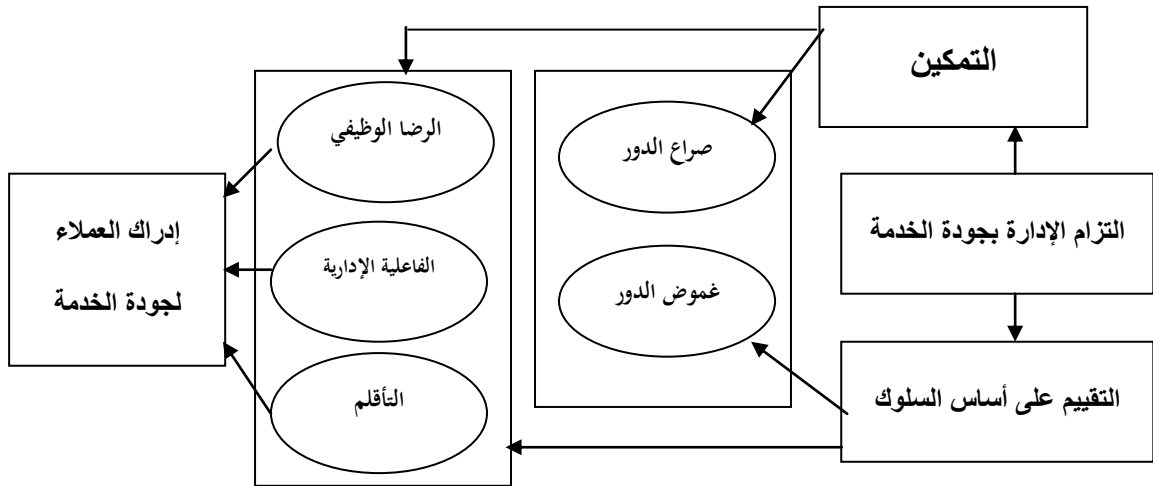 التمكين
التزام الإدارة بجودة الخدمة
التقييم على أساس السلوك
صراع الدور
غموض الدور
الرضا الوظيفي
الفاعلية الإدارية
التأقلم
إدراك العملاء
لجودة الخدمة